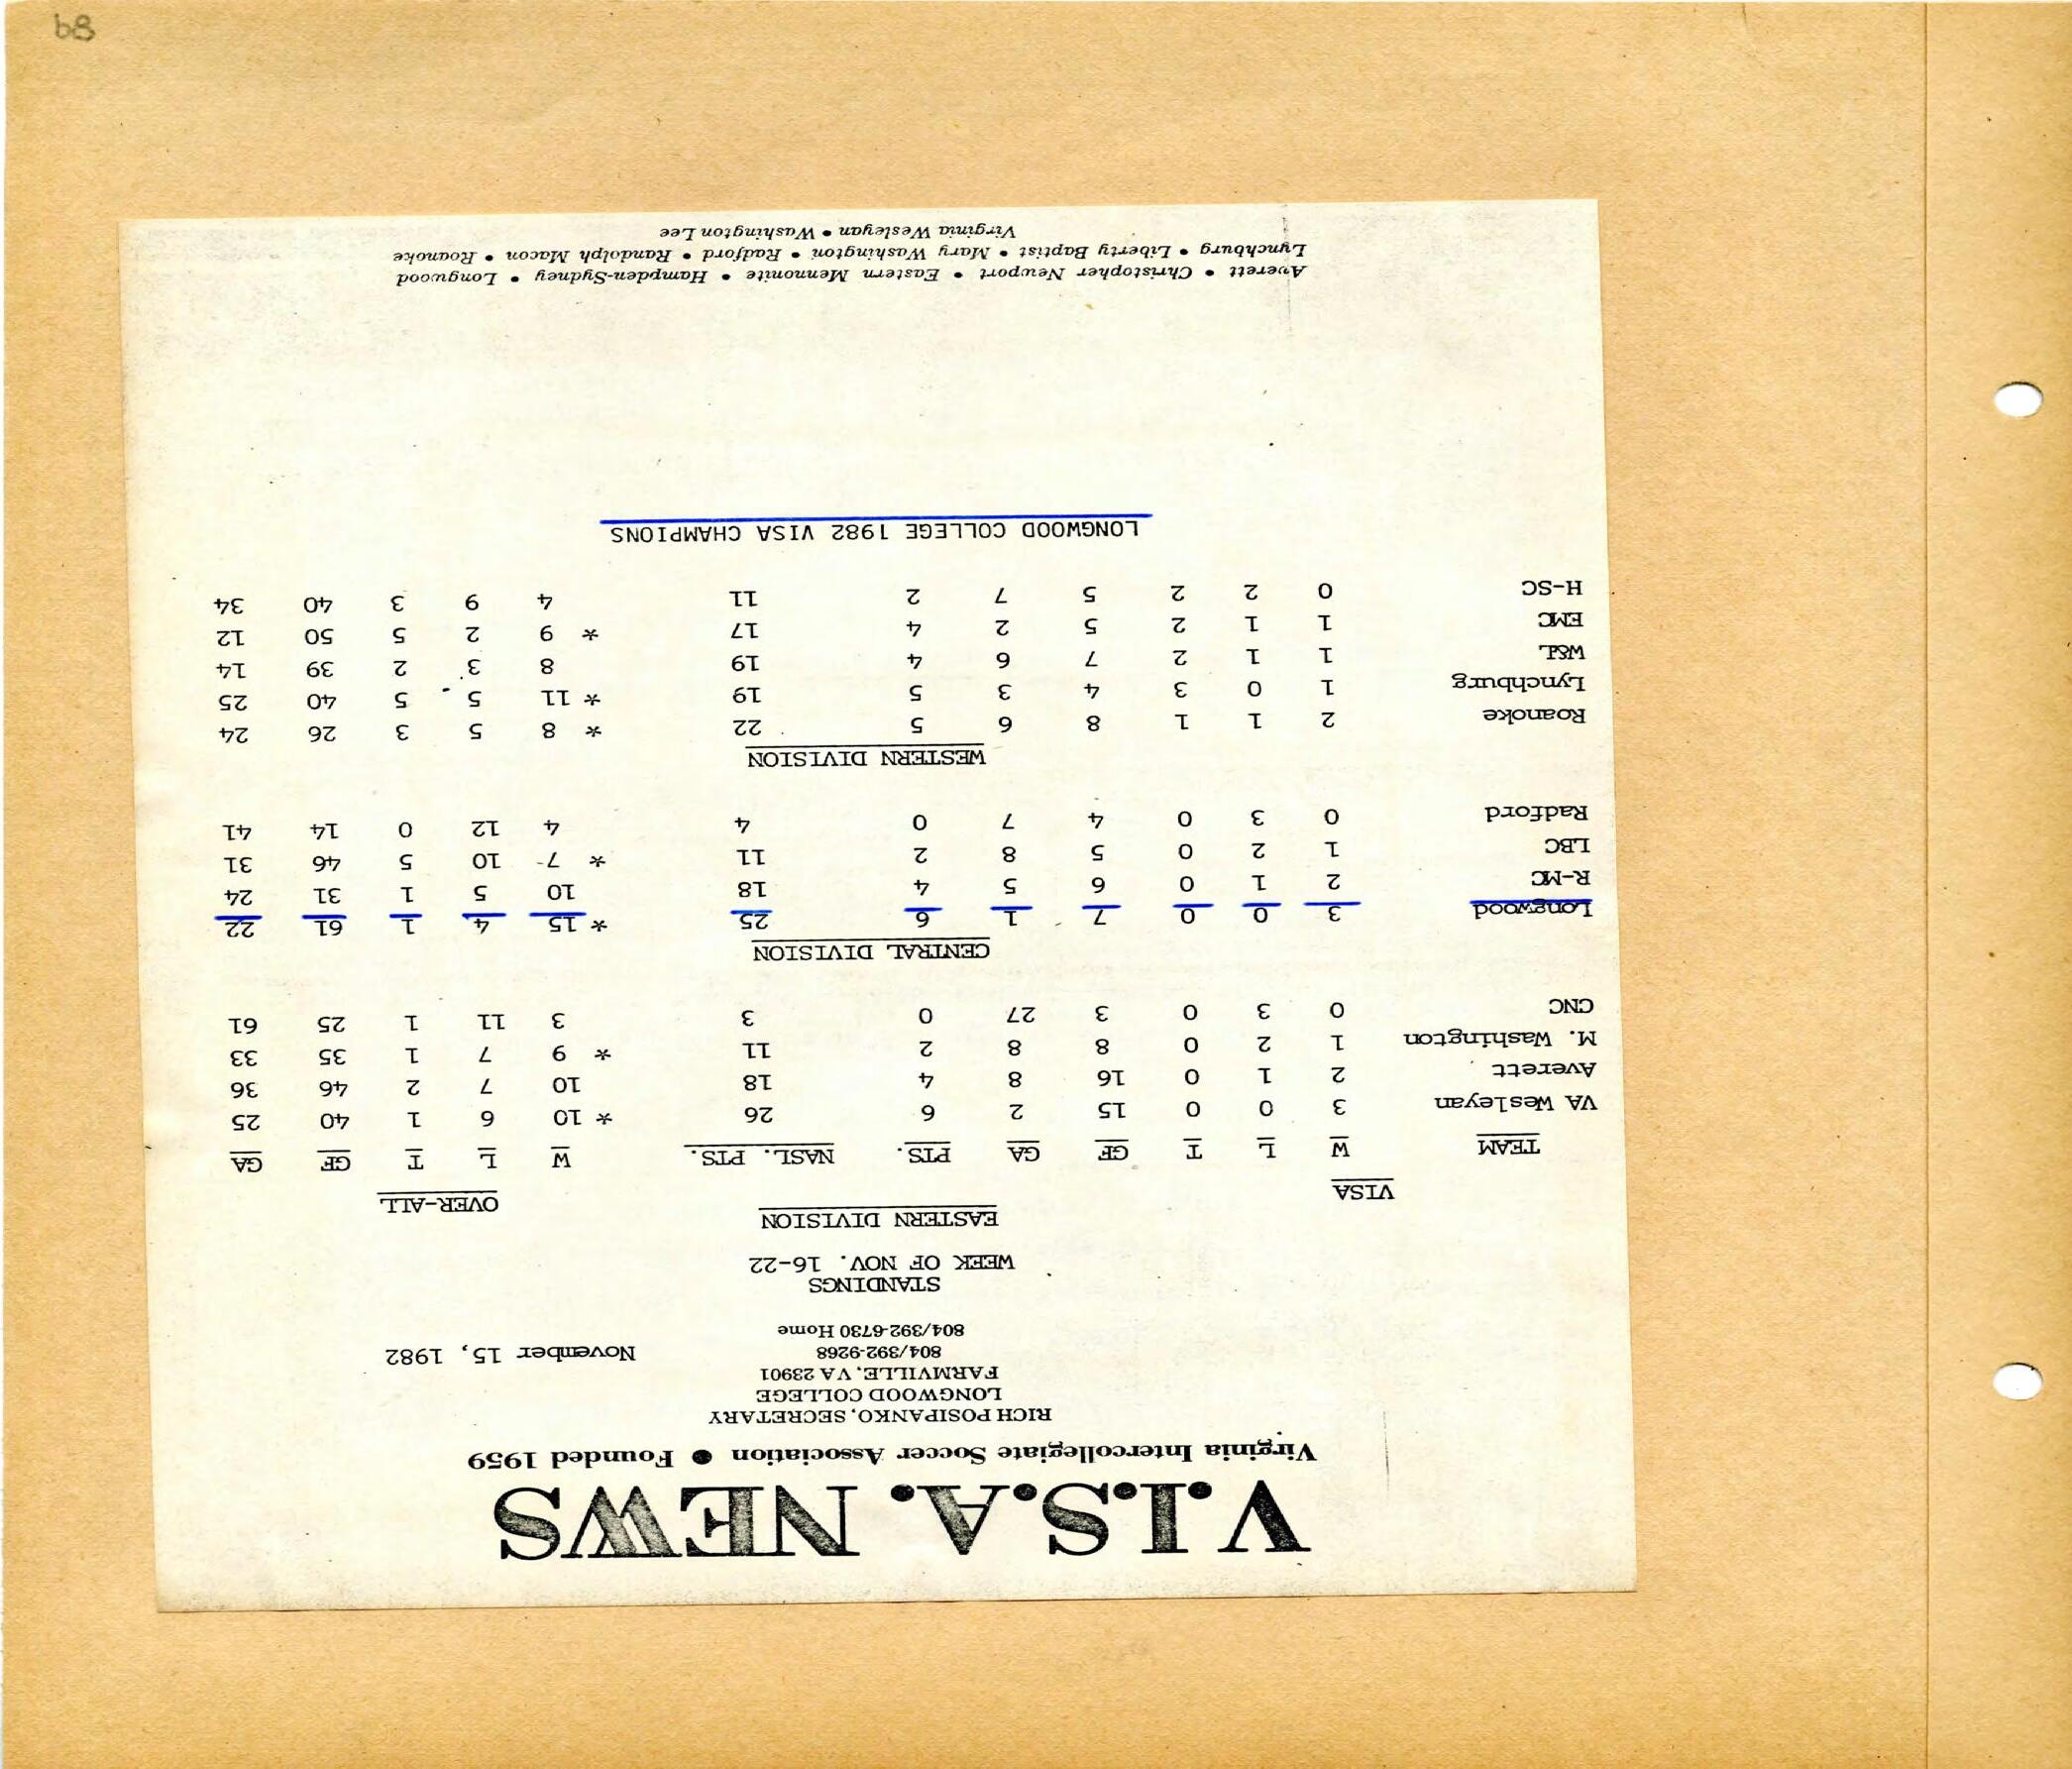 V.I.S.A. NEWS
Virginia Intercollegiate Soccer Association • Founded 1959
RICH POSIPANKO, SECRETARY
LONGWOOD COLLEGE
FARMVILLE, VA 23901
804/392-9268
804/392-6730 Home
November 15, 1982
STANDINGS
WEEK OF NOV. 16-22
EASTERN DIVISION
VISA OVER-ALL
TEAM W L T GF GA PTS. NASL. PTS. W L T GF GA
VA Wesleyan 3 0 0 15 2 6 26 * 10 6 1 40 25
Averett 2 1 0 16 8 4 18 10 7 2 46 36
M. Washington 1 2 0 8 8 2 11 * 9 7 1 35 33
CNC 0 3 0 3 27 0 3 3 11 1 25 61
CENTRAL DIVISION
Longwood 3 0 0 7 1 6 25 * 15 4 1 61 22
R-MC 2 1 0 6 5 4 18 10 5 1 31 24
LBC 1 2 0 5 8 2 11 * 7 10 5 46 31
Radford 0 3 0 4 7 0 4 4 12 0 14 41
WESTERN DIVISION
Roanoke 2 1 1 8 6 5 22 * 8 5 3 26 24
Lynchburg 1 0 3 4 3 5 19 * 11 5 5 40 25
W&L 1 1 2 7 6 4 19 8 3 2 39 14
EMC 1 1 2 5 2 4 17 * 9 2 5 50 12
H-SC 0 2 2 5 7 2 11 4 9 3 40 34
LONGWOOD COLLEGE 1982 VISA CHAMPIONS
Averett • Christopher Newport • Eastern Mennonite • Hampden-Sydney • Longwood
Lynchburg • Liberty Baptist • Mary Washington • Radford • Randolph Macon • Roanoke
Virginia Wesleyan • Washington Lee